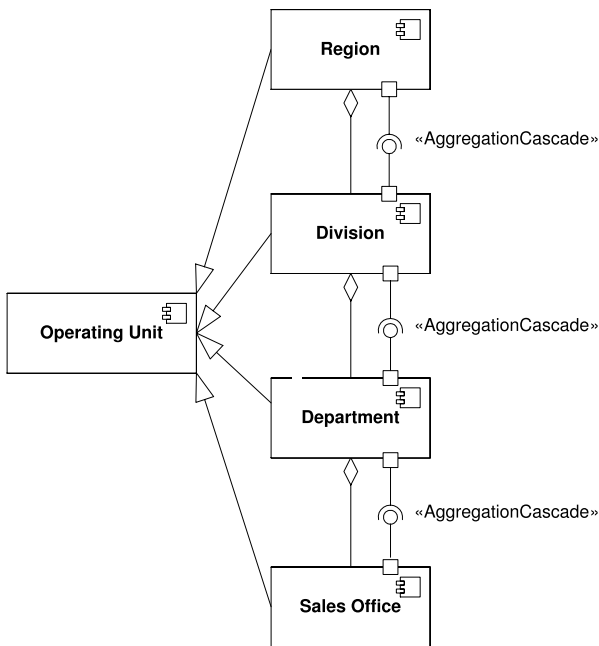 Region
«AggregationCascade»
Division
Operating Unit
«AggregationCascade»
Department
«AggregationCascade»
Sales Office